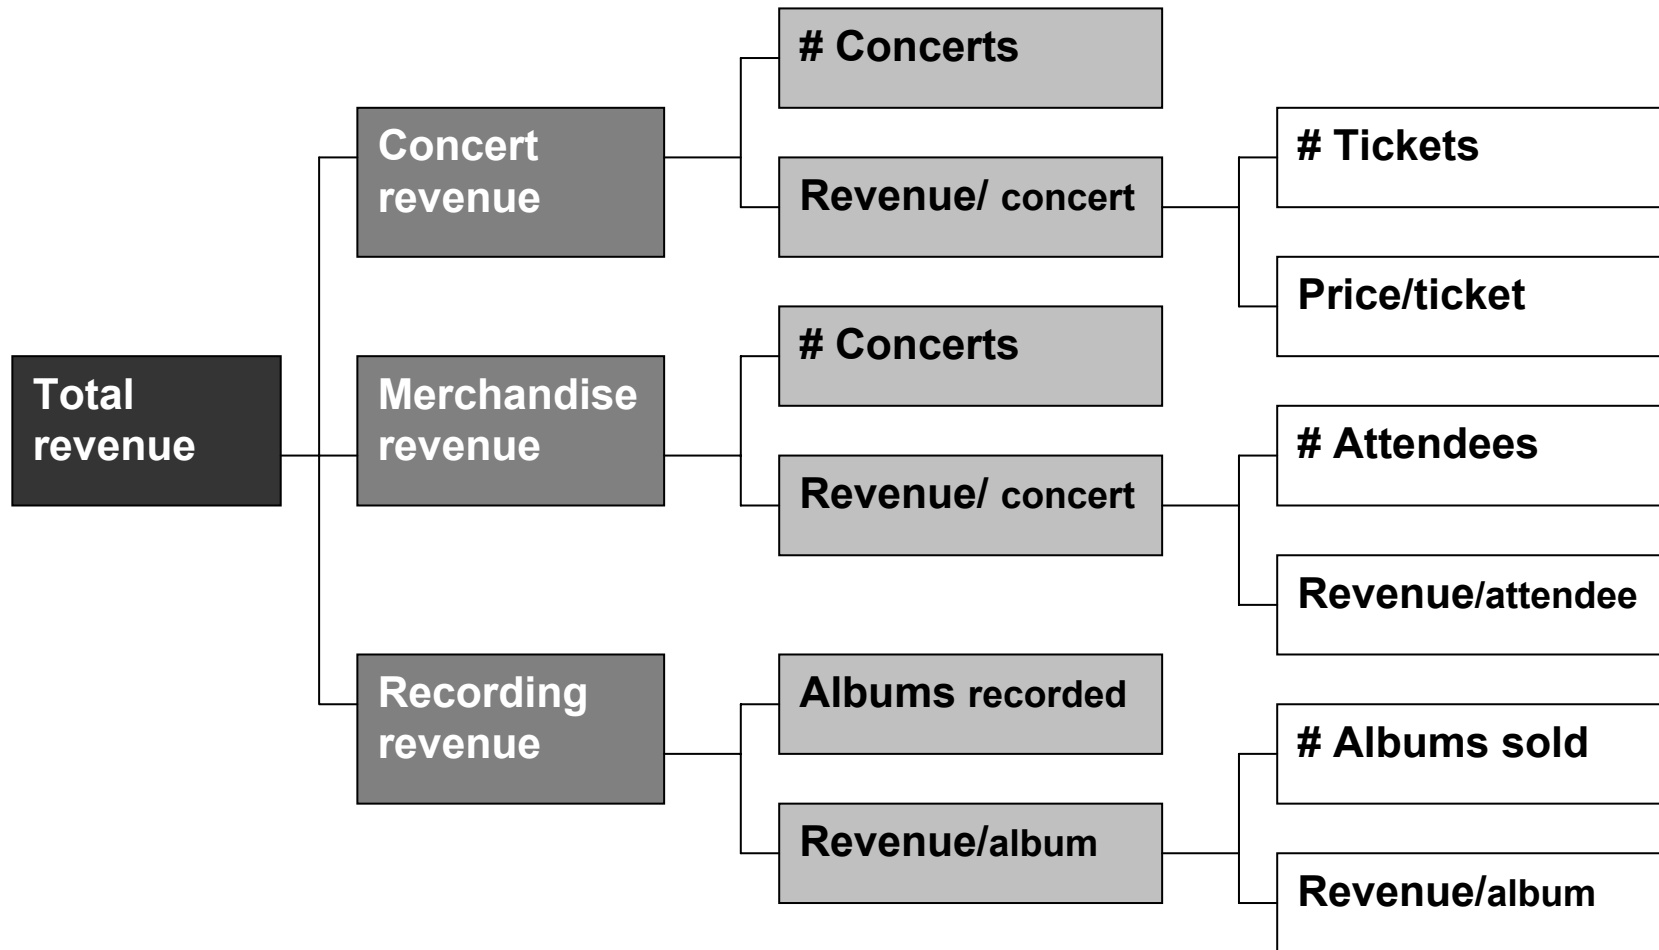 Total
revenue
Concert
revenue
# Concerts
Revenue/ concert
# Tickets
Price/ticket
Merchandise
revenue
# Concerts
Revenue/ concert
# Attendees
Revenue/attendee
Recording
revenue
Albums recorded
Revenue/album
# Albums sold
Revenue/album